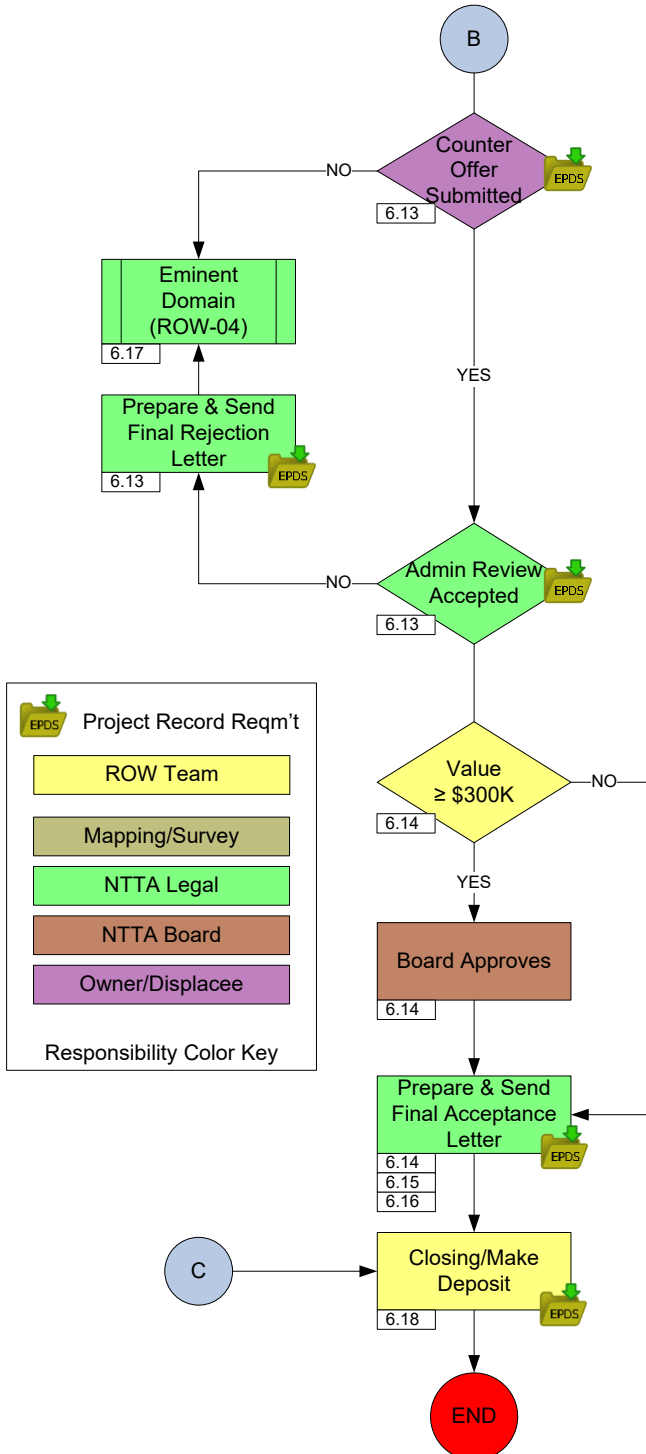 B
Counter
Offer
Submitted
EPDS
6.13
NO
YES
Eminent
Domain
(ROW-04)
6.17
Prepare & Send
Final Rejection
Letter
EPDS
6.13
Admin Review
Accepted
EPDS
6.13
NO
EPDS
Project Record Reqm't
ROW Team
Mapping/Survey
NTTA Legal
NTTA Board
Owner/Displacee
Responsibility Color Key
Value
≥ $300K
6.14
NO
YES
Board Approves
6.14
Prepare & Send
Final Acceptance
Letter
EPDS
6.14
6.15
6.16
C
Closing/Make
Deposit
EPDS
6.18
END